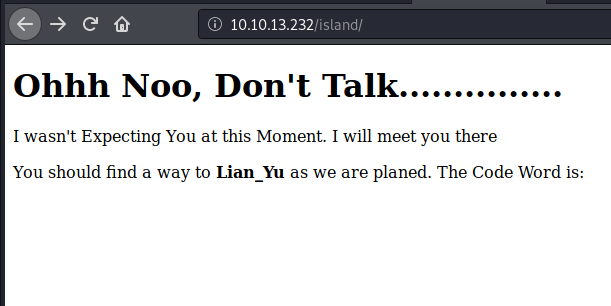 10.10.13.232/island/
Ohhh Noo, Don't Talk...............
I wasn't Expecting You at this Moment. I will meet you there
You should find a way to Lian_Yu as we are planed. The Code Word is: